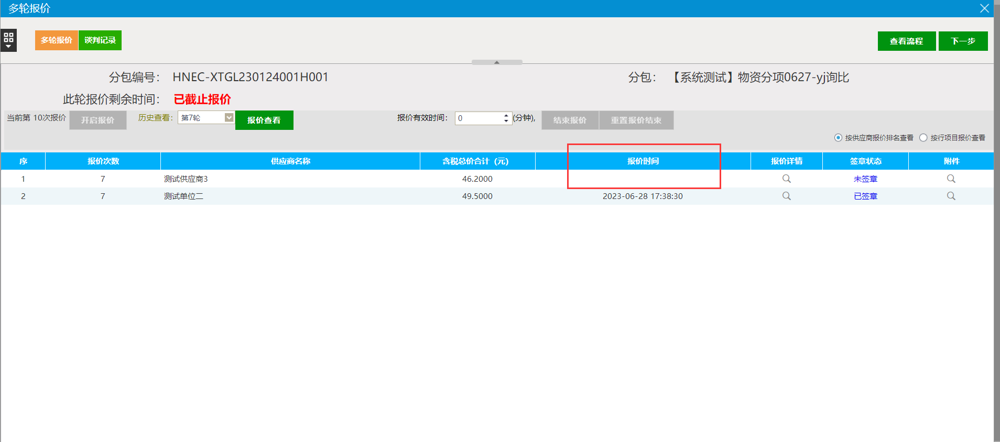 多轮报价
多轮报价 谈判记录 查看流程 下一步
分包编号： HNEC-XTGL230124001H001 分包： 【系统测试】物资分项0627-yj询比
此轮报价剩余时间： 已截止报价
当前第 10次报价 开启报价 历史查看： 第7轮 报价查看 报价有效时间： 0 (分钟), 结束报价 重置报价结束
按供应商报价排名查看 按行项目报价查看
序 报价次数 供应商名称 含税总价合计（元） 报价时间 报价详情 签章状态 附件
1 7 测试供应商3 46.2000 未签章
2 7 测试单位二 49.5000 2023-06-28 17:38:30 已签章